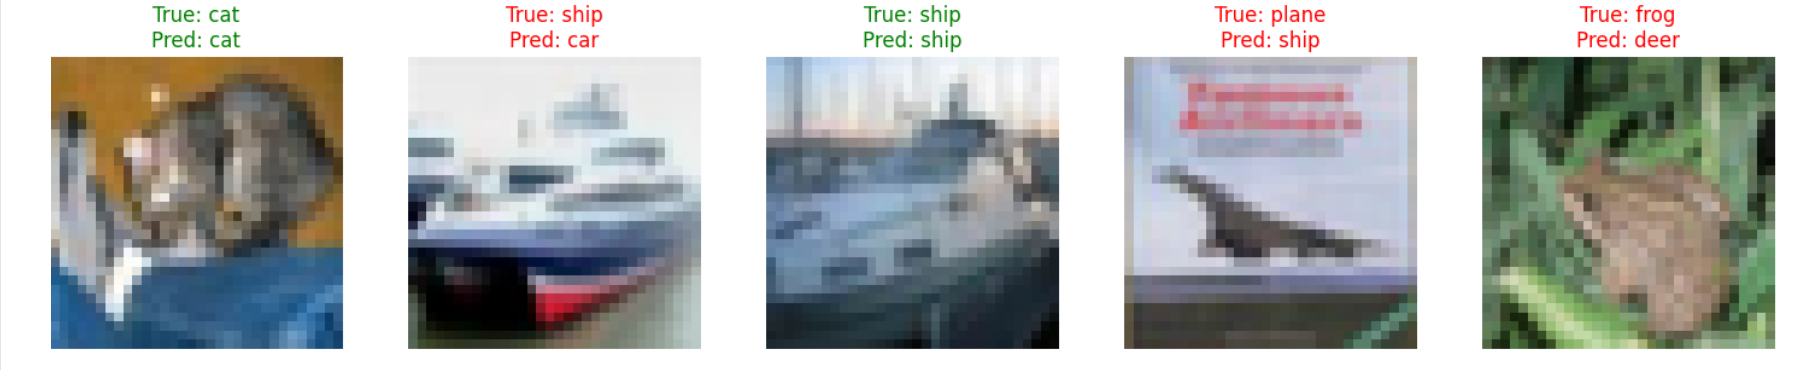 True: cat
Pred: cat
True: ship
Pred: car
True: ship
Pred: ship
True: plane
Pred: ship
True: frog
Pred: deer